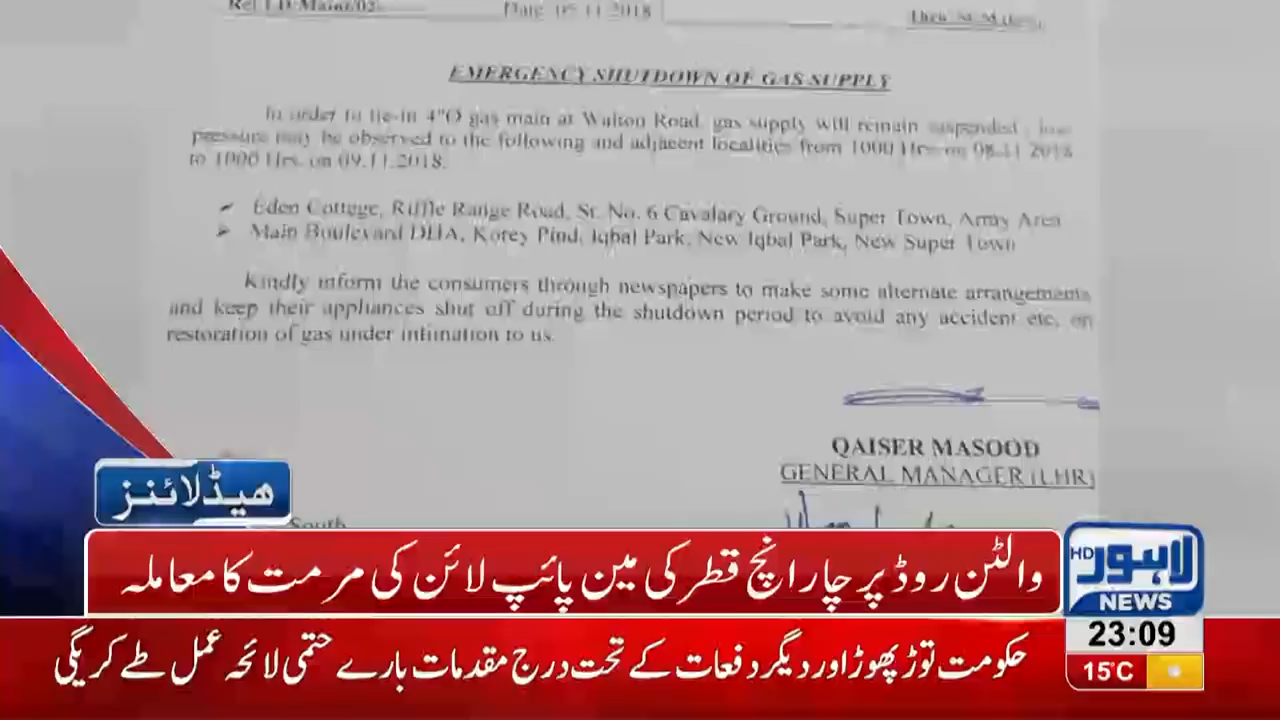 Date 05.11.2018
EMERGENCY SHUTDOWN OF GAS SUPPLY
In order to tie-in 4"Ø gas main at Walton Road, gas supply will remain suspended / low
pressure may be observed to the following and adjacent localities from 1000 Hrs. on 08.11.2018
to 1000 Hrs. on 09.11.2018.
Eden Cottege, Riffle Range Road, St. No. 6 Cavalary Ground, Super Town, Army Area
Main Boulevard DHA, Korey Pind, Iqbal Park, New Iqbal Park, New Super Town
Kindly inform the consumers through newspapers to make some alternate arrangements
and keep their appliances shut off during the shutdown period to avoid any accident etc, on
restoration of gas under intimation to us.
QAISER MASOOD
GENERAL MANAGER (LHR)
South
ہیڈلائنز
والٹن روڈ پر چار انچ قطر کی مین پائپ لائن کی مرمت کا معاملہ
HD لاہور
NEWS
23:09
حکومت توڑ پھوڑ اور دیگر دفعات کے تحت درج مقدمات بارے حتمی لائحہ عمل طے کریگی
15°C